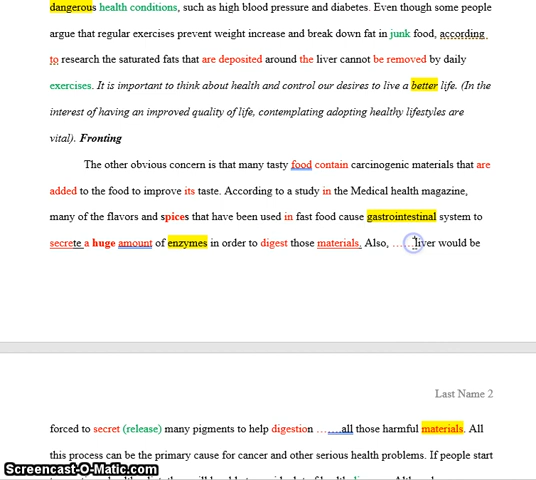 dangerous health conditions, such as high blood pressure and diabetes. Even though some people
argue that regular exercises prevent weight increase and break down fat in junk food, according
to research the saturated fats that are deposited around the liver cannot be removed by daily
exercises. It is important to think about health and control our desires to live a better life. (In the
interest of having an improved quality of life, contemplating adopting healthy lifestyles are
vital). Fronting
The other obvious concern is that many tasty food contain carcinogenic materials that are
added to the food to improve its taste. According to a study in the Medical health magazine,
many of the flavors and spices that have been used in fast food cause gastrointestinal system to
secrete a huge amount of enzymes in order to digest those materials. Also, ……liver would be
Last Name 2
forced to secret (release) many pigments to help digestion ……all those harmful materials. All
this process can be the primary cause for cancer and other serious health problems. If people start
Screencast-O-Matic.com